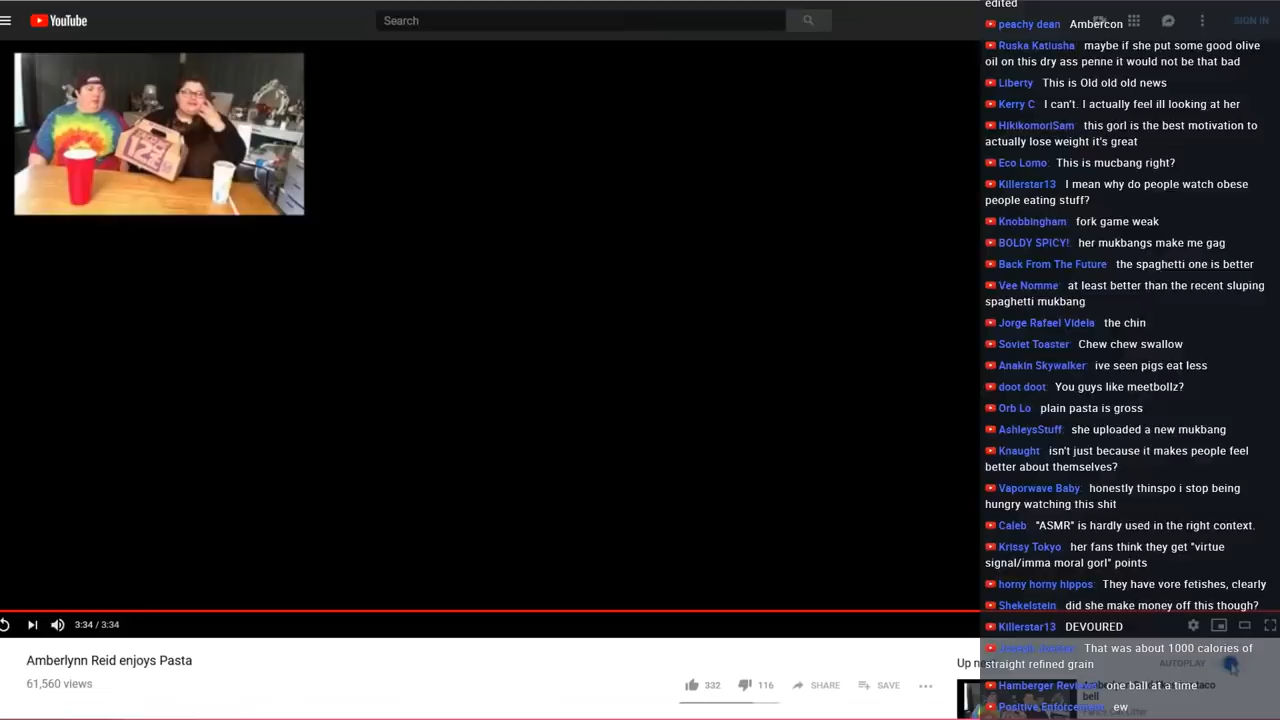 YouTube
Search
SIGN IN
edited
peachy dean Ambercon
Ruska Katiusha maybe if she put some good olive
oil on this dry ass penne it would not be that bad
Liberty This is Old old old news
Kerry C I can't. I actually feel ill looking at her
HikikomoriSam this gorl is the best motivation to
actually lose weight it's great
Eco Lomo This is mucbang right?
Killerstar13 I mean why do people watch obese
people eating stuff?
Knobbingham fork game weak
BOLDY SPICY!. her mukbangs make me gag
Back From The Future the spaghetti one is better
Vee Nomme at least better than the recent sluping
spaghetti mukbang
Jorge Rafael Videla the chin
Soviet Toaster Chew chew swallow
Anakin Skywalker ive seen pigs eat less
doot doot You guys like meetbollz?
Orb Lo plain pasta is gross
AshleysStuff she uploaded a new mukbang
Knaught isn't just because it makes people feel
better about themselves?
Vaporwave Baby honestly thinspo i stop being
hungry watching this shit
Caleb "ASMR" is hardly used in the right context.
Krissy Tokyo her fans think they get "virtue
signal/imma moral gorl" points
horny horny hippos They have vore fetishes, clearly
Shekelstein did she make money off this though?
Killerstar13 DEVOURED
That was about 1000 calories of
straight refined grain
Hamberger one ball at a time
Positive Enforcement ew
3:34 / 3:34
Amberlynn Reid enjoys Pasta
61,560 views
332
116
SHARE
SAVE
Up
AUTOPLAY
taco
bell